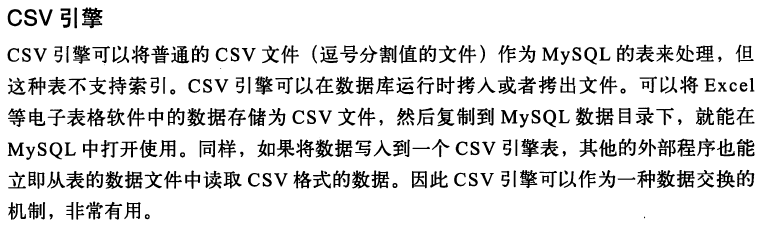 CSV 引擎
CSV 引擎可以将普通的 CSV 文件（逗号分割值的文件）作为 MySQL 的表来处理，但
这种表不支持索引。CSV 引擎可以在数据库运行时拷入或者拷出文件。可以将 Excel
等电子表格软件中的数据存储为 CSV 文件，然后复制到 MySQL 数据目录下，就能在
MySQL 中打开使用。同样，如果将数据写入到一个 CSV 引擎表，其他的外部程序也能
立即从表的数据文件中读取 CSV 格式的数据。因此 CSV 引擎可以作为一种数据交换的
机制，非常有用。